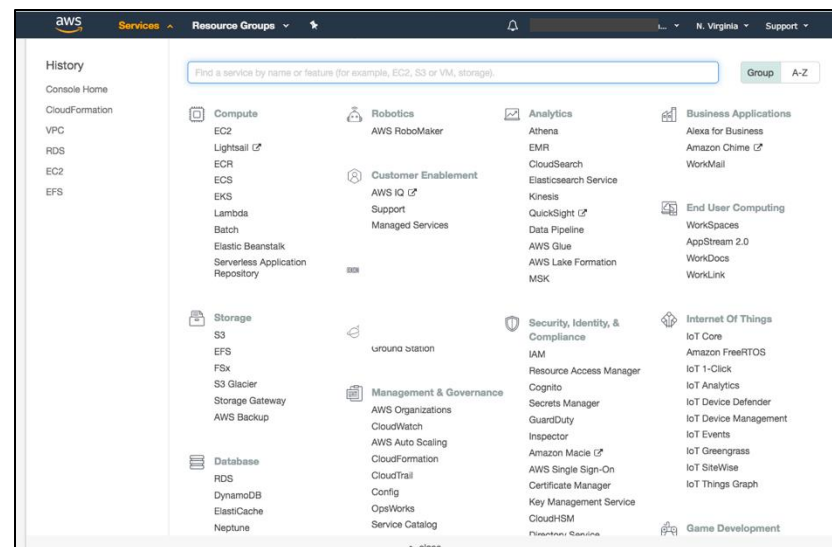 aws
Services
Resource Groups
N. Virginia
Support
History
Console Home
CloudFormation
VPC
RDS
EC2
EFS
Find a service by name or feature (for example, EC2, S3 or VM, storage).
Group
A-Z
Compute
EC2
Lightsail
ECR
ECS
EKS
Lambda
Batch
Elastic Beanstalk
Serverless Application
Repository
Storage
S3
EFS
FSx
S3 Glacier
Storage Gateway
AWS Backup
Database
RDS
DynamoDB
ElastiCache
Neptune
Robotics
AWS RoboMaker
Customer Enablement
AWS IQ
Support
Managed Services
Ground Station
Management & Governance
AWS Organizations
CloudWatch
AWS Auto Scaling
CloudFormation
CloudTrail
Config
OpsWorks
Service Catalog
Analytics
Athena
EMR
CloudSearch
Elasticsearch Service
Kinesis
QuickSight
Data Pipeline
AWS Glue
AWS Lake Formation
MSK
Security, Identity, &
Compliance
IAM
Resource Access Manager
Cognito
Secrets Manager
GuardDuty
Inspector
Amazon Macie
AWS Single Sign-On
Certificate Manager
Key Management Service
CloudHSM
Directory Service
Business Applications
Alexa for Business
Amazon Chime
WorkMail
End User Computing
WorkSpaces
AppStream 2.0
WorkDocs
WorkLink
Internet Of Things
IoT Core
Amazon FreeRTOS
IoT 1-Click
IoT Analytics
IoT Device Defender
IoT Device Management
IoT Events
IoT Greengrass
IoT SiteWise
IoT Things Graph
Game Development
close